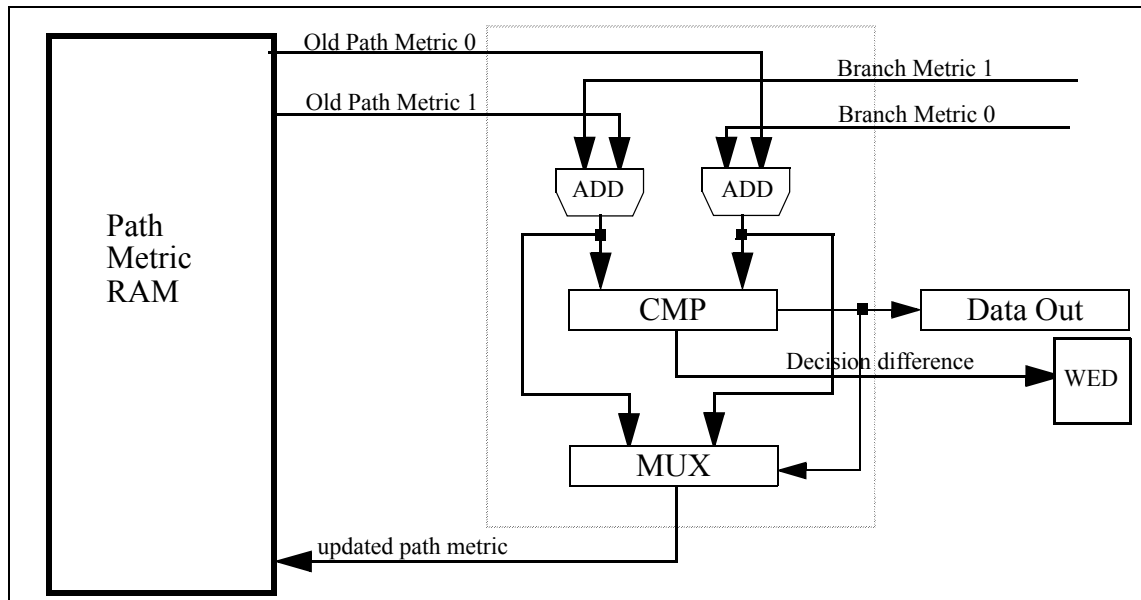 Old Path Metric 0
Branch Metric 1
Old Path Metric 1
Branch Metric 0
ADD
ADD
Path
Metric
RAM
CMP
Data Out
Decision difference
WED
MUX
updated path metric